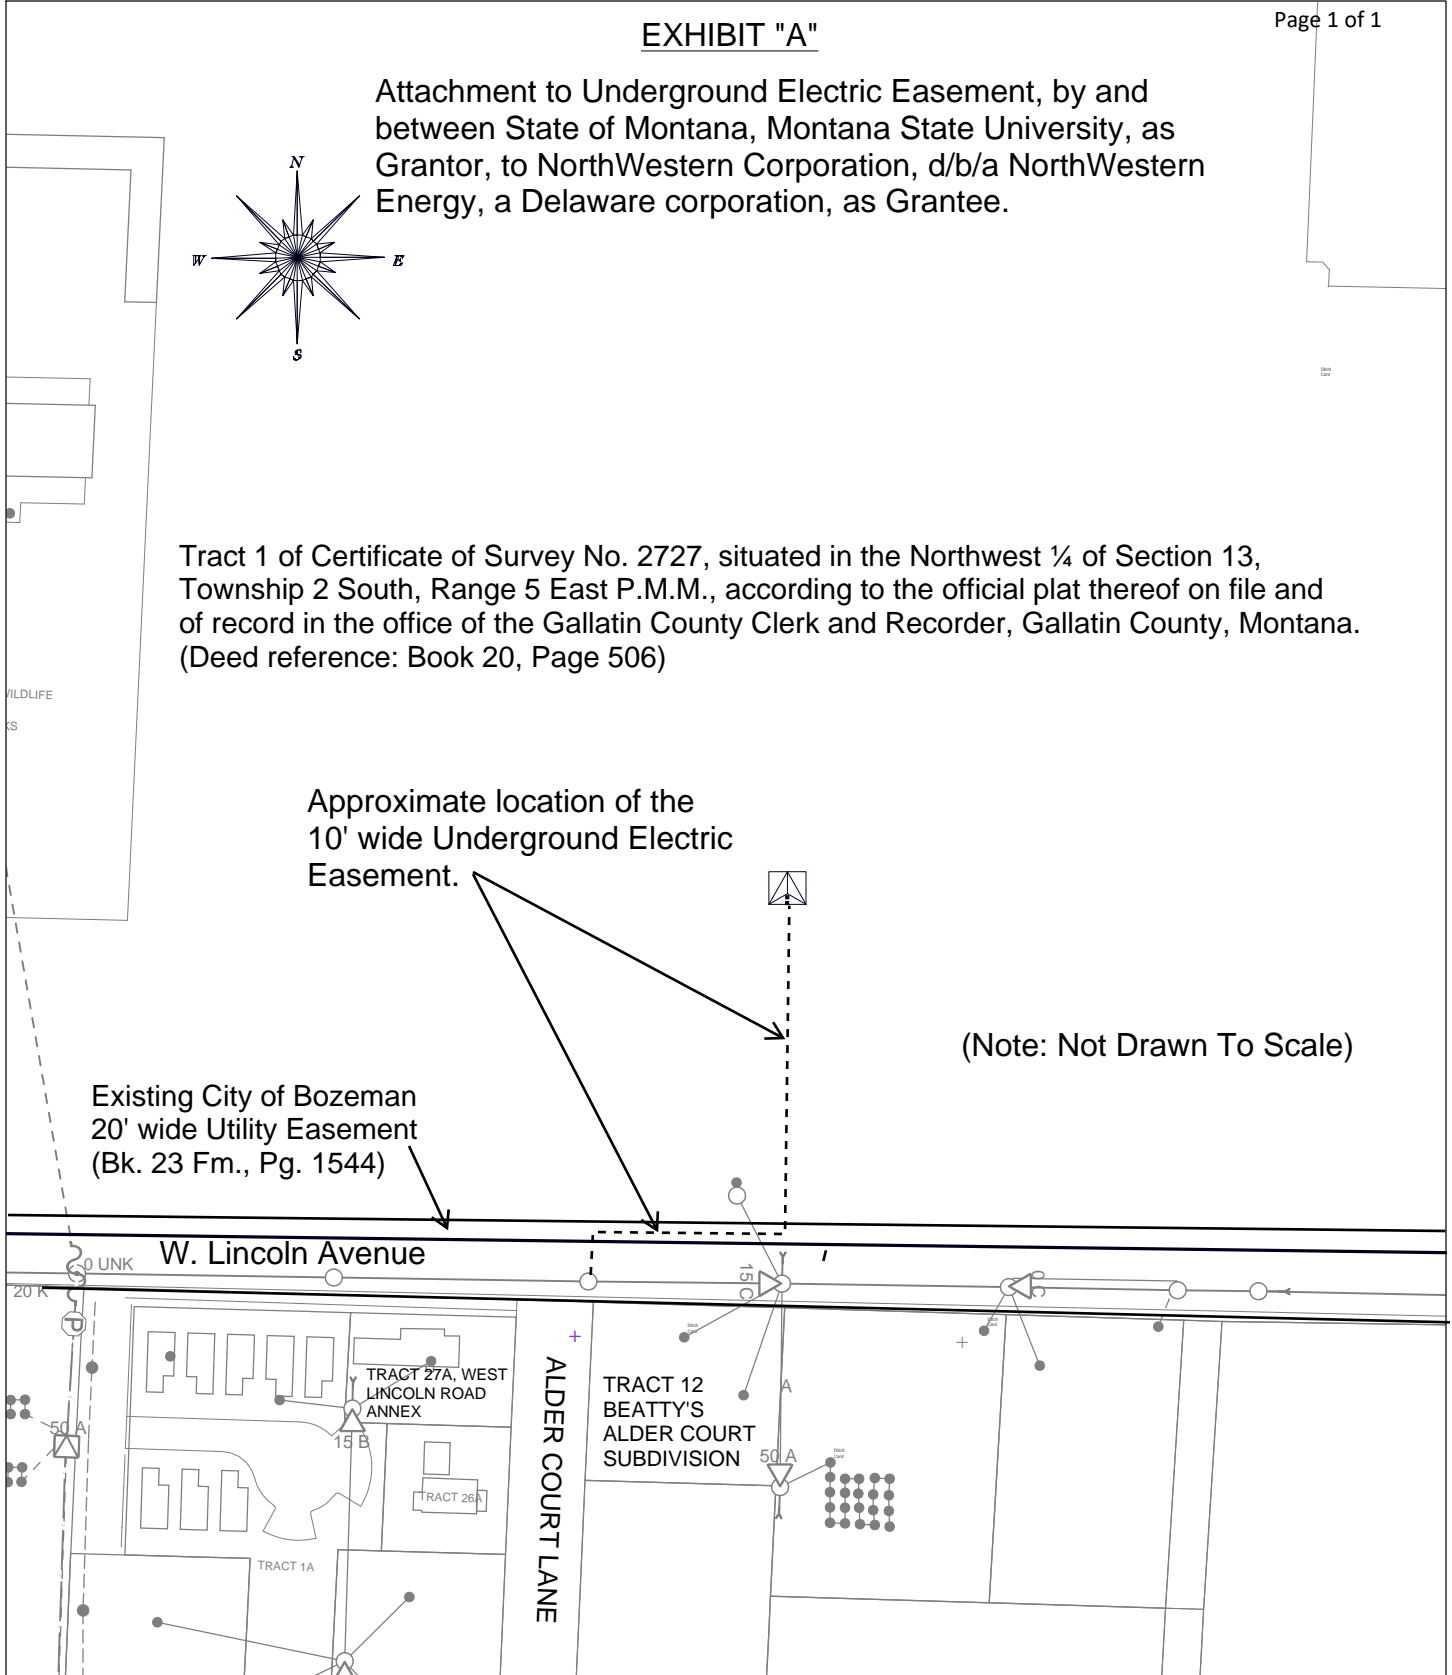 Page 1 of 1
EXHIBIT "A"
Attachment to Underground Electric Easement, by and
between State of Montana, Montana State University, as
Grantor, to NorthWestern Corporation, d/b/a NorthWestern
Energy, a Delaware corporation, as Grantee.
N
W
E
S
Tract 1 of Certificate of Survey No. 2727, situated in the Northwest ¼ of Section 13,
Township 2 South, Range 5 East P.M.M., according to the official plat thereof on file and
of record in the office of the Gallatin County Clerk and Recorder, Gallatin County, Montana.
(Deed reference: Book 20, Page 506)
Approximate location of the
10' wide Underground Electric
Easement.
(Note: Not Drawn To Scale)
Existing City of Bozeman
20' wide Utility Easement
(Bk. 23 Fm., Pg. 1544)
W. Lincoln Avenue
0 UNK
20 K
P
15 C
TRACT 27A, WEST
LINCOLN ROAD
ANNEX
15 B
50 A
TRACT 26A
TRACT 1A
ALDER COURT LANE
TRACT 12
BEATTY'S
ALDER COURT
SUBDIVISION
A
50 A